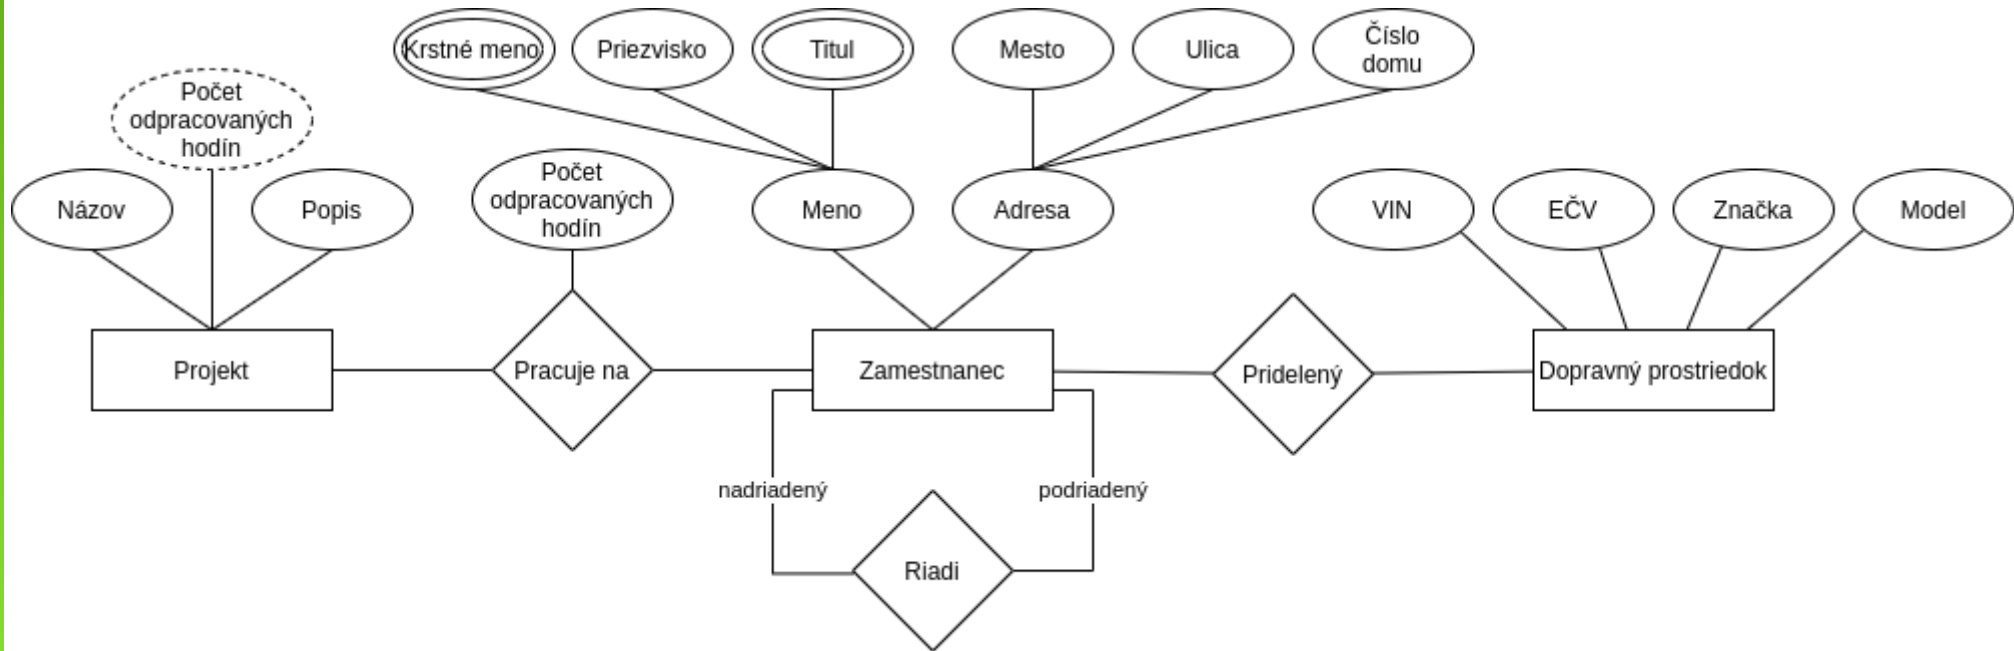 Krstné meno
Priezvisko
Titul
Mesto
Ulica
Číslo
domu
Počet
odpracovaných
hodín
Názov
Popis
Počet
odpracovaných
hodín
Meno
Adresa
VIN
EČV
Značka
Model
Projekt
Pracuje na
Zamestnanec
Pridelený
Dopravný prostriedok
nadriadený
podriadený
Riadi